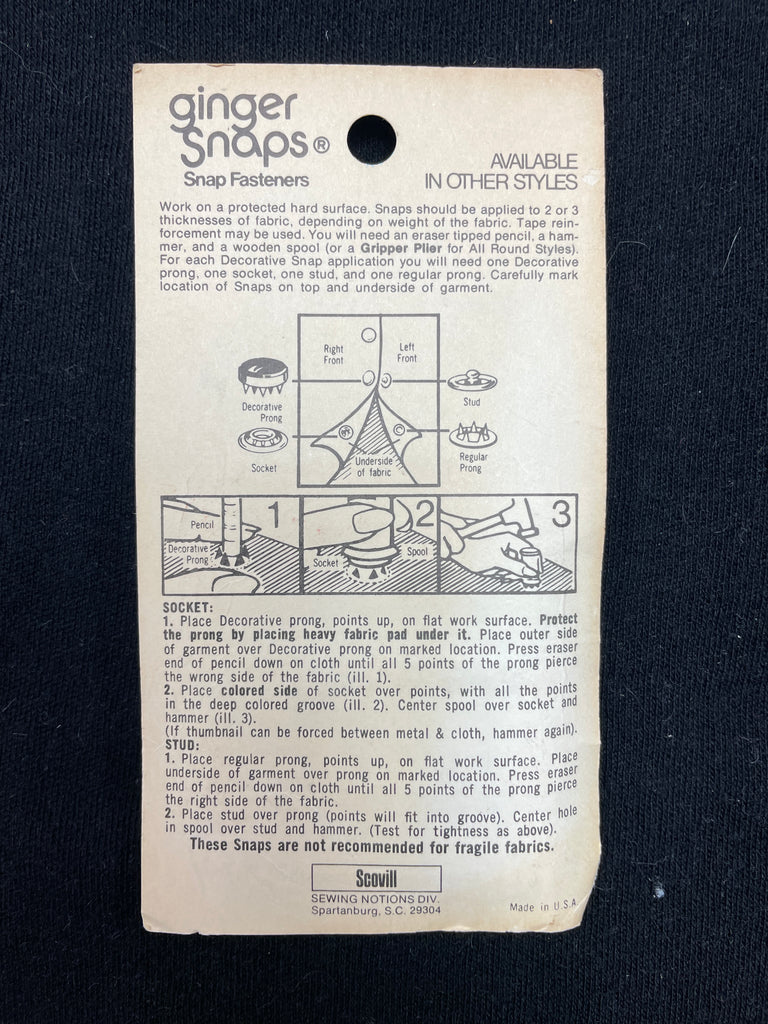 ginger
snaps®
Snap Fasteners
AVAILABLE
IN OTHER STYLES
Work on a protected hard surface. Snaps should be applied to 2 or 3
thicknesses of fabric, depending on weight of the fabric. Tape rein-
forcement may be used. You will need an eraser tipped pencil, a ham-
mer, and a wooden spool (or a Gripper Plier for All Round Styles).
For each Decorative Snap application you will need one Decorative
prong, one socket, one stud, and one regular prong. Carefully mark
location of Snaps on top and underside of garment.
Right
Front
Left
Front
Decorative
Prong
Stud
Socket
Underside
of fabric
Regular
Prong
1
Pencil
Decorative
Prong
2
Socket
Spool
3
SOCKET:
1. Place Decorative prong, points up, on flat work surface. Protect
the prong by placing heavy fabric pad under it. Place outer side
of garment over Decorative prong on marked location. Press eraser
end of pencil down on cloth until all 5 points of the prong pierce
the wrong side of the fabric (ill. 1).
2. Place colored side of socket over points, with all the points
in the deep colored groove (ill. 2). Center spool over socket and
hammer (ill. 3).
(If thumbnail can be forced between metal & cloth, hammer again).
STUD:
1. Place regular prong, points up, on flat work surface. Place
underside of garment over prong on marked location. Press eraser
end of pencil down on cloth until all 5 points of the prong pierce
the right side of the fabric.
2. Place stud over prong (points will fit into groove). Center hole
in spool over stud and hammer. (Test for tightness as above).
These Snaps are not recommended for fragile fabrics.
Scovill
SEWING NOTIONS DIV.
Spartanburg, S.C. 29304
Made in U.S.A.